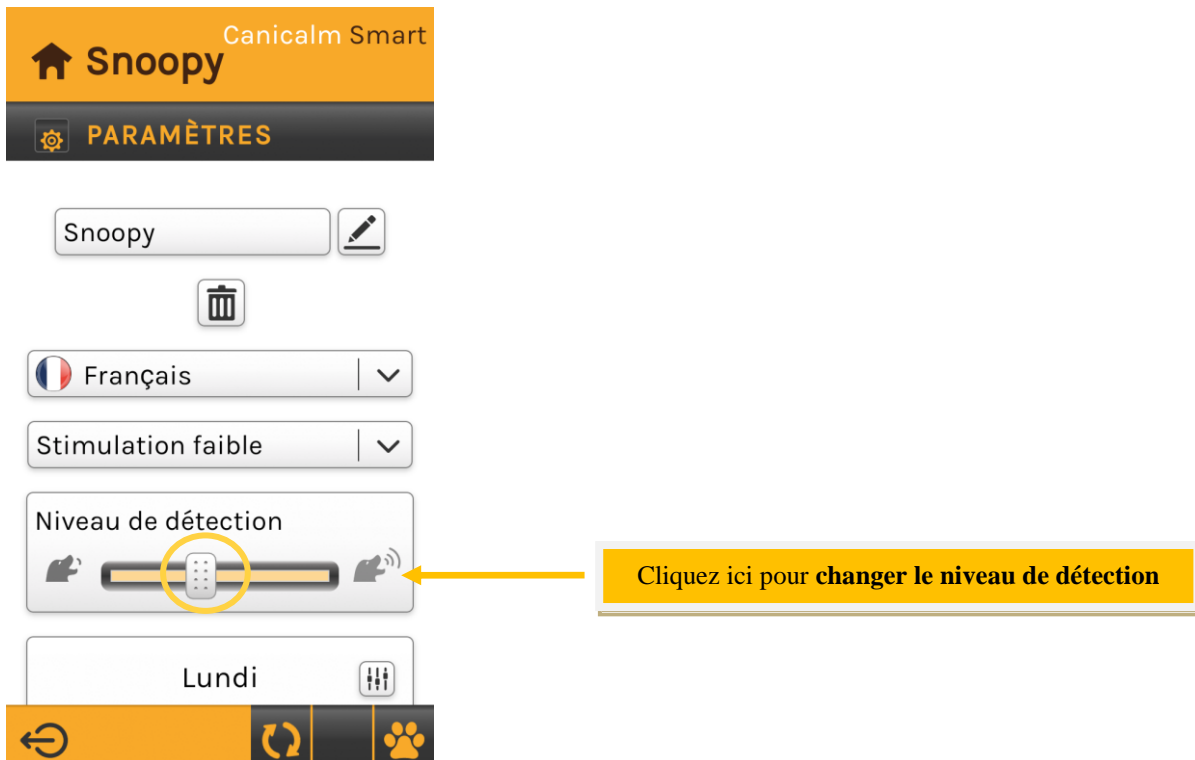 Canicalm Smart
Snoopy
PARAMÈTRES
Snoopy
Français
Stimulation faible
Niveau de détection
Cliquez ici pour changer le niveau de détection
Lundi